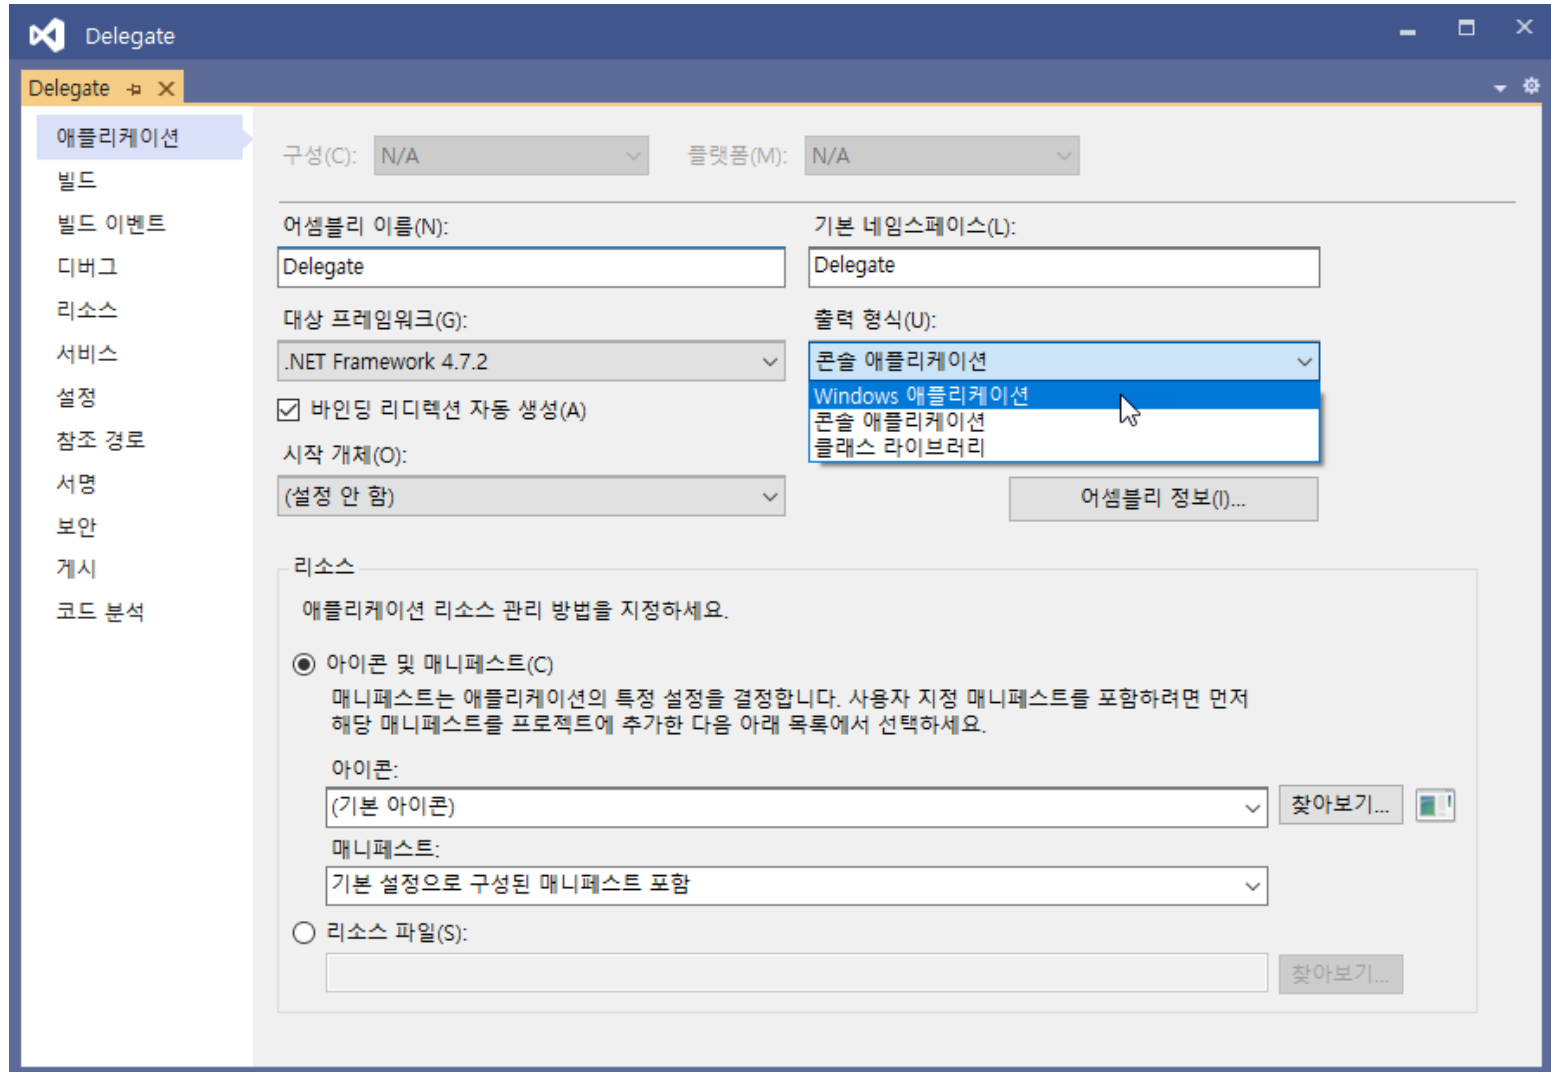 Delegate
Delegate
애플리케이션
빌드
빌드 이벤트
디버그
리소스
서비스
설정
참조 경로
서명
보안
게시
코드 분석
구성(C): N/A 플랫폼(M): N/A
어셈블리 이름(N): 기본 네임스페이스(L):
Delegate Delegate
대상 프레임워크(G): 출력 형식(U):
.NET Framework 4.7.2 콘솔 애플리케이션
Windows 애플리케이션
콘솔 애플리케이션
클래스 라이브러리
바인딩 리디렉션 자동 생성(A)
시작 개체(O):
(설정 안 함) 어셈블리 정보(I)...
리소스
애플리케이션 리소스 관리 방법을 지정하세요.
아이콘 및 매니페스트(C)
매니페스트는 애플리케이션의 특정 설정을 결정합니다. 사용자 지정 매니페스트를 포함하려면 먼저
해당 매니페스트를 프로젝트에 추가한 다음 아래 목록에서 선택하세요.
아이콘:
(기본 아이콘) 찾아보기...
매니페스트:
기본 설정으로 구성된 매니페스트 포함
리소스 파일(S):
찾아보기...